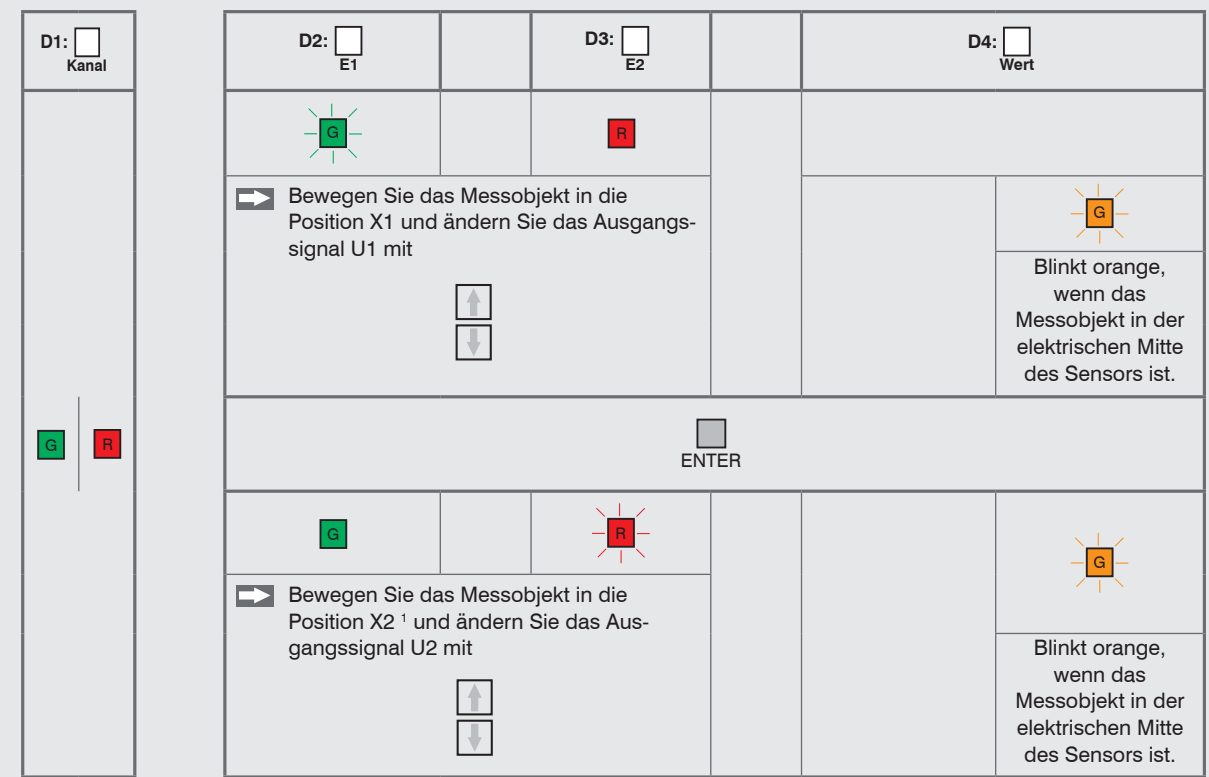 D1:
Kanal
D2:
E1
D3:
E2
D4:
Wert
G
R
Bewegen Sie das Messobjekt in die
Position X1 und ändern Sie das Ausgangs-
signal U1 mit
G
Blinkt orange,
wenn das
Messobjekt in der
elektrischen Mitte
des Sensors ist.
G
R
ENTER
G
R
G
Bewegen Sie das Messobjekt in die
Position X2 ¹ und ändern Sie das Aus-
gangssignal U2 mit
Blinkt orange,
wenn das
Messobjekt in der
elektrischen Mitte
des Sensors ist.